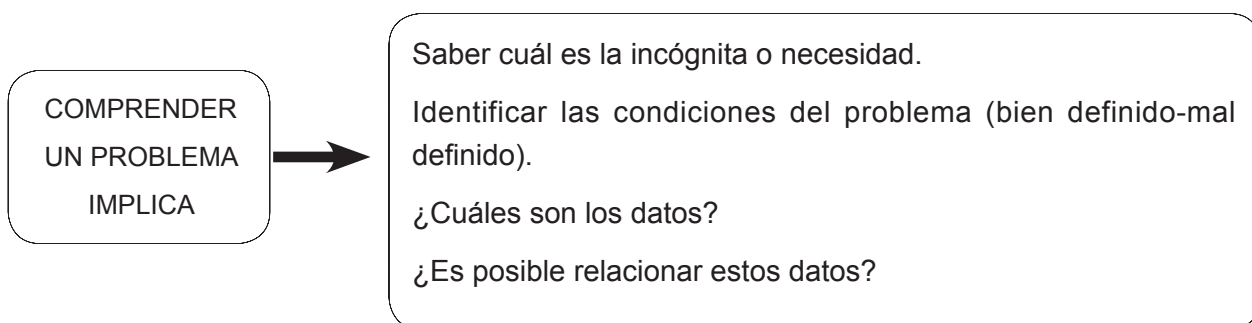 COMPRENDER
UN PROBLEMA
IMPLICA
Saber cuál es la incógnita o necesidad.
Identificar las condiciones del problema (bien definido-mal
definido).
¿Cuáles son los datos?
¿Es posible relacionar estos datos?